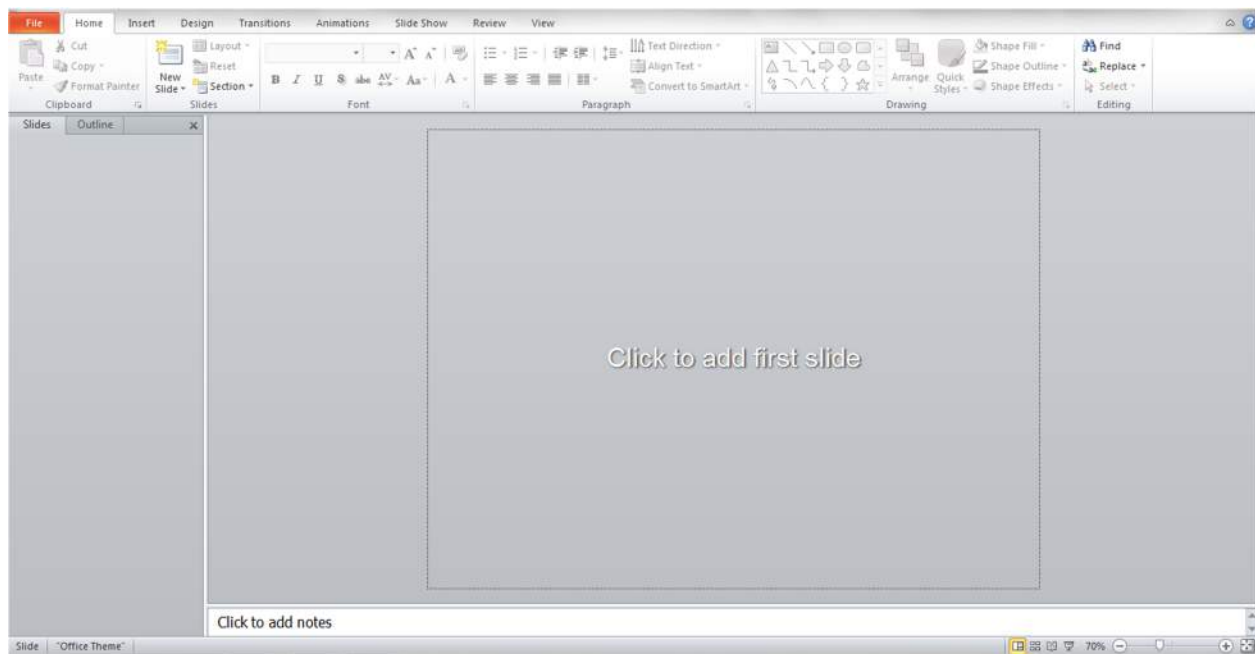 File Home Insert Design Transitions Animations Slide Show Review View
Paste
Cut
Copy
Format Painter
Clipboard
New
Slide
Layout
Reset
Section
Slides
B I U S abc AV Aa A
Font
Text Direction
Align Text
Convert to SmartArt
Paragraph
Arrange
Quick
Styles
Shape Fill
Shape Outline
Shape Effects
Drawing
Find
Replace
Select
Editing
Slides Outline
Click to add first slide
Click to add notes
Slide "Office Theme" 70%